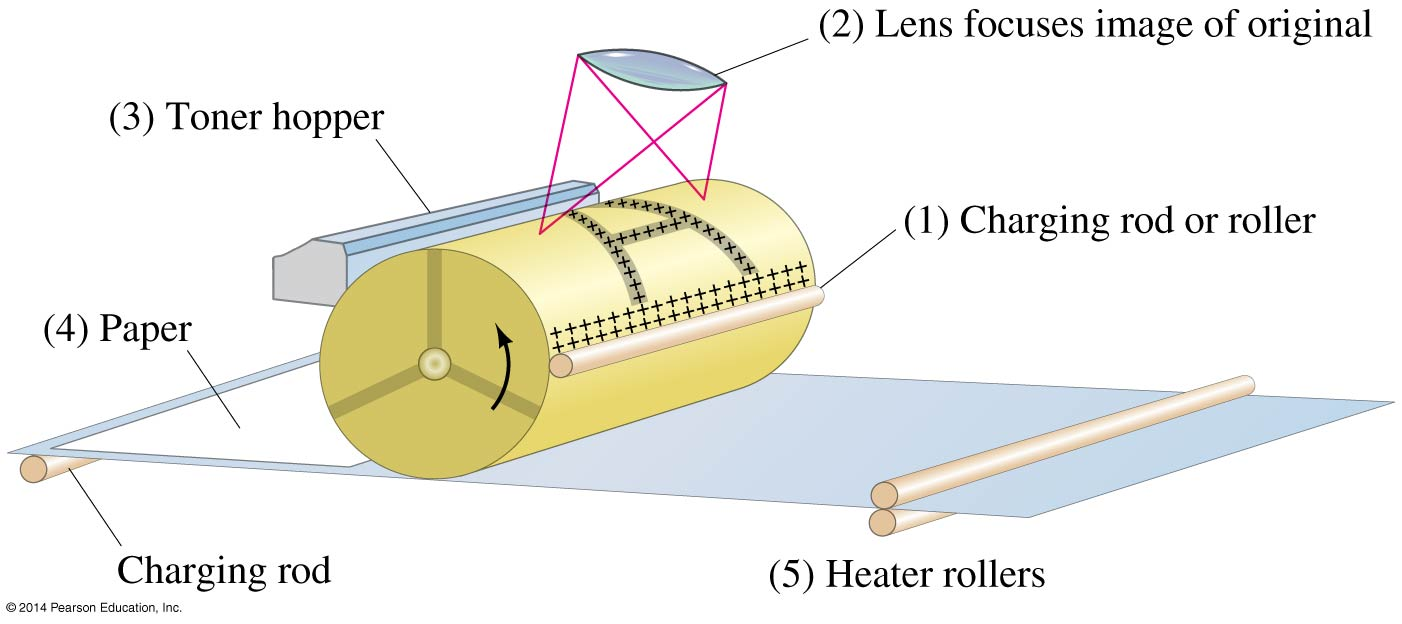 (2) Lens focuses image of original
(3) Toner hopper
(1) Charging rod or roller
(4) Paper
Charging rod
(5) Heater rollers
© 2014 Pearson Education, Inc.